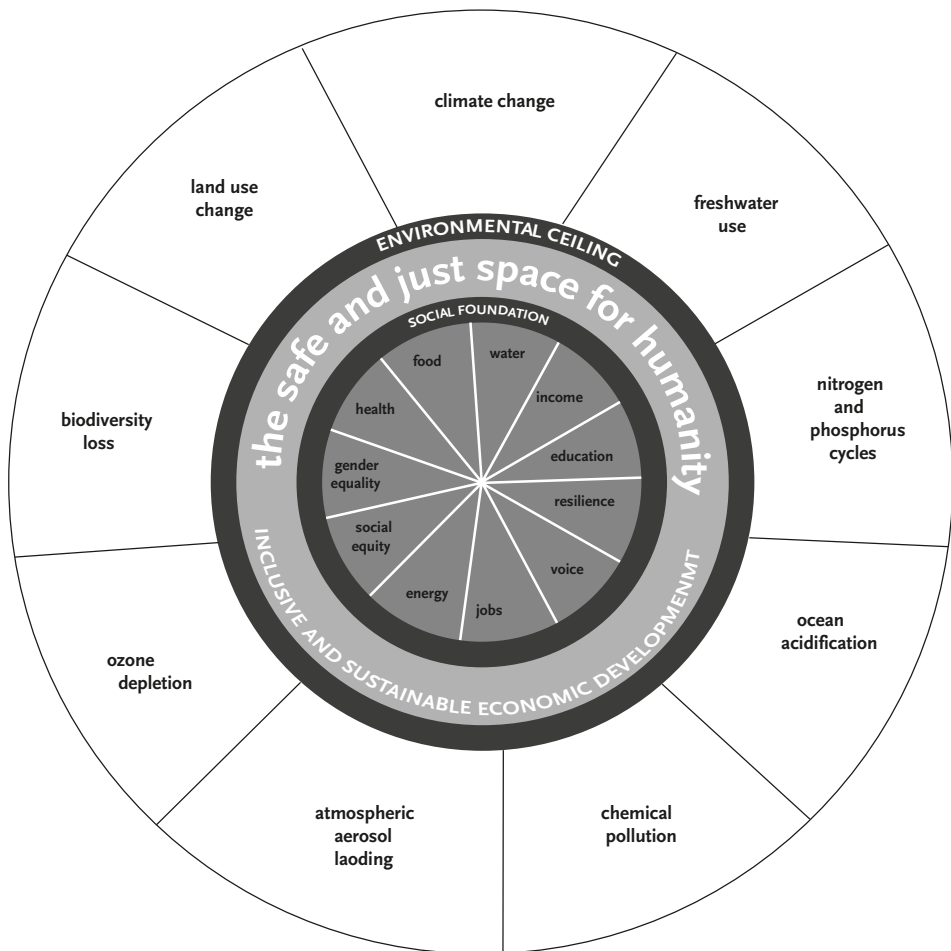 climate change
freshwater
use
nitrogen
and
phosphorus
cycles
ocean
acidification
chemical
pollution
atmospheric
aerosol
laoding
ozone
depletion
biodiversity
loss
land use
change
ENVIRONMENTAL CEILING
the safe and just space for humanity
SOCIAL FOUNDATION
water
income
education
resilience
voice
jobs
energy
social
equity
gender
equality
health
food
INCLUSIVE AND SUSTAINABLE ECONOMIC DEVELOPMENMT